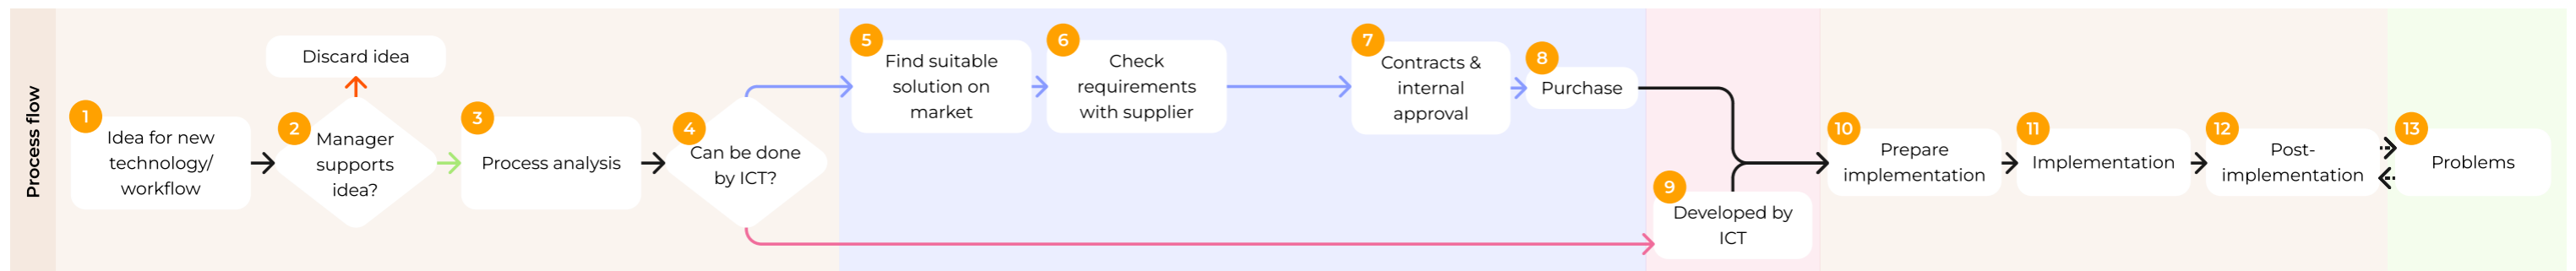 Process flow
1
Idea for new
technology/
workflow
Discard idea
2
Manager
supports
idea?
3
Process analysis
4
Can be done
by ICT?
5
Find suitable
solution on
market
6
Check
requirements
with supplier
7
Contracts &
internal
approval
8
Purchase
9
Developed by
ICT
10
Prepare
implementation
11
Implementation
12
Post-
implementation
13
Problems